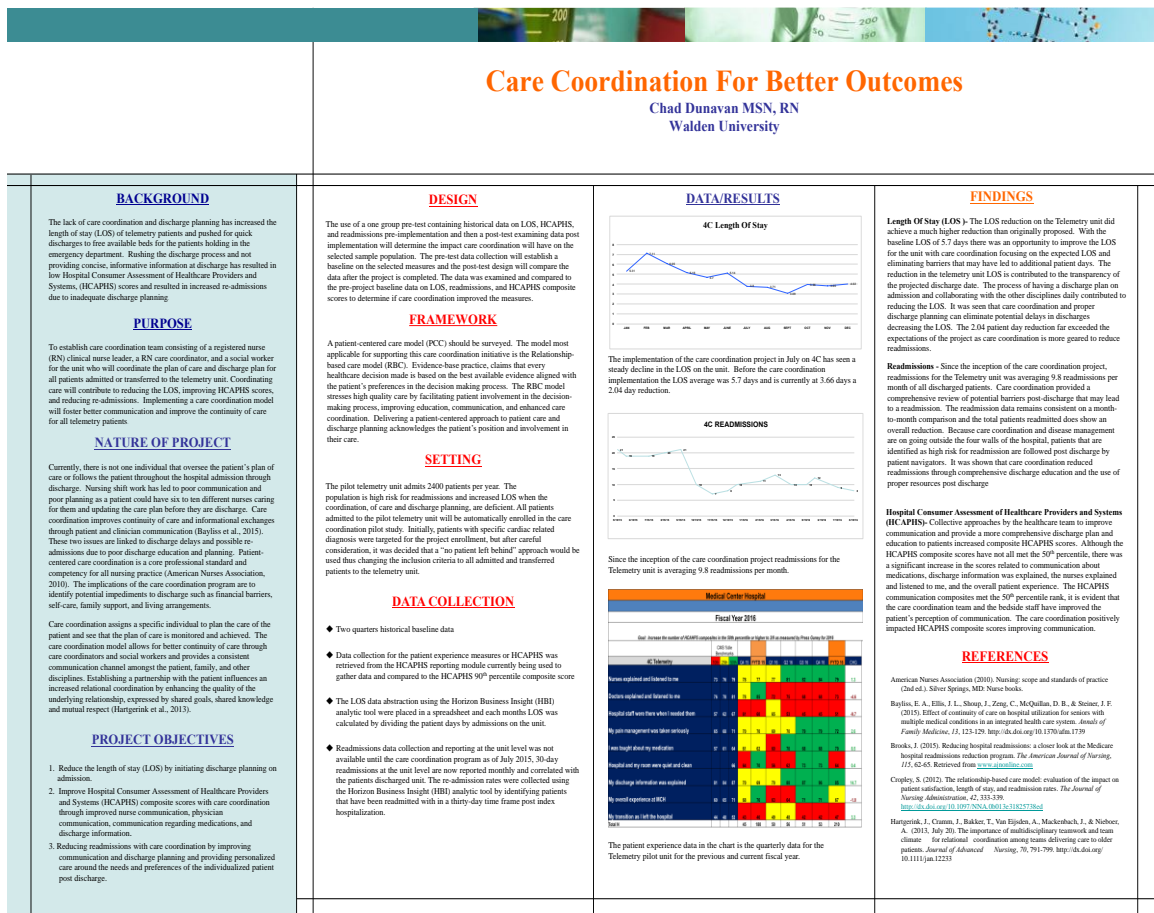 Care Coordination For Better Outcomes
Chad Dunavan MSN, RN
Walden University
BACKGROUND
The lack of care coordination and discharge planning has increased the
length of stay (LOS) of telemetry patients and pushed for quick
discharges to free available beds for the patients holding in the
emergency department. Rushing the discharge process and not
providing concise, informative information at discharge has resulted in
low Hospital Consumer Assessment of Healthcare Providers and
Systems, (HCAPHS) scores and resulted in increased re-admissions
due to inadequate discharge planning
PURPOSE
To establish care coordination team consisting of a registered nurse
(RN) clinical nurse leader, a RN care coordinator, and a social worker
for the unit who will coordinate the plan of care and discharge plan for
all patients admitted or transferred to the telemetry unit. Coordinating
care will contribute to reducing the LOS, improving HCAPHS scores,
and reducing re-admissions. Implementing a care coordination model
will foster better communication and improve the continuity of care
for all telemetry patients
NATURE OF PROJECT
Currently, there is not one individual that oversee the patient's plan of
care or follows the patient throughout the hospital admission through
discharge. Nursing shift work has led to poor communication and
poor planning as a patient could have six to ten different nurses caring
for them and updating the care plan before they are discharge. Care
coordination improves continuity of care and informational exchanges
through patient and clinician communication (Bayliss et al., 2015).
These two issues are linked to discharge delays and possible re-
admissions due to poor discharge education and planning. Patient-
centered care coordination is a core professional standard and
competency for all nursing practice (American Nurses Association,
2010). The implications of the care coordination program are to
identify potential impediments to discharge such as financial barriers,
self-care, family support, and living arrangements.
Care coordination assigns a specific individual to plan the care of the
patient and see that the plan of care is monitored and achieved. The
care coordination model allows for better continuity of care through
care coordinators and social workers and provides a consistent
communication channel amongst the patient, family, and other
disciplines. Establishing a partnership with the patient influences an
increased relational coordination by enhancing the quality of the
underlying relationship, expressed by shared goals, shared knowledge
and mutual respect (Hartgerink et al., 2013).
PROJECT OBJECTIVES
1. Reduce the length of stay (LOS) by initiating discharge planning on
admission.
2. Improve Hospital Consumer Assessment of Healthcare Providers
and Systems (HCAPHS) composite scores with care coordination
through improved nurse communication, physician
communication, communication regarding medications, and
discharge information.
3. Reducing readmissions with care coordination by improving
communication and discharge planning and providing personalized
care around the needs and preferences of the individualized patient
post discharge.
DESIGN
The use of a one group pre-test containing historical data on LOS, HCAPHS,
and readmissions pre-implementation and then a post-test examining data post
implementation will determine the impact care coordination will have on the
selected sample population. The pre-test data collection will establish a
baseline on the selected measures and the post-test design will compare the
data after the project is completed. The data was examined and compared to
the pre-project baseline data on LOS, readmissions, and HCAPHS composite
scores to determine if care coordination improved the measures.
FRAMEWORK
A patient-centered care model (PCC) should be surveyed. The model most
applicable for supporting this care coordination initiative is the Relationship-
based care model (RBC). Evidence-base practice, claims that every
healthcare decision made is based on the best available evidence aligned with
the patient's preferences in the decision making process. The RBC model
stresses high quality care by facilitating patient involvement in the decision-
making process, improving education, communication, and enhanced care
coordination. Delivering a patient-centered approach to patient care and
discharge planning acknowledges the patient's position and involvement in
their care.
SETTING
The pilot telemetry unit admits 2400 patients per year. The
population is high risk for readmissions and increased LOS when the
coordination, of care and discharge planning, are deficient. All patients
admitted to the pilot telemetry unit will be automatically enrolled in the care
coordination pilot study. Initially, patients with specific cardiac related
diagnosis were targeted for the project enrollment, but after careful
consideration, it was decided that a "no patient left behind" approach would be
used thus changing the inclusion criteria to all admitted and transferred
patients to the telemetry unit.
DATA COLLECTION
◆ Two quarters historical baseline data
◆ Data collection for the patient experience measures or HCAPHS was
retrieved from the HCAPHS reporting module currently being used to
gather data and compared to the HCAPHS 90th percentile composite score
◆ The LOS data abstraction using the Horizon Business Insight (HBI)
analytic tool were placed in a spreadsheet and each months LOS was
calculated by dividing the patient days by admissions on the unit.
◆ Readmissions data collection and reporting at the unit level was not
available until the care coordination program as of July 2015, 30-day
readmissions at the unit level are now reported monthly and correlated with
the patients discharged unit. The re-admission rates were collected using
the Horizon Business Insight (HBI) analytic tool by identifying patients
that have been readmitted with in a thirty-day time frame post index
hospitalization.
DATA/RESULTS
4C Length Of Stay
JAN FEB MAR APRIL MAY JUNE JULY AUG SEPT OCT NOV DEC
The implementation of the care coordination project in July on 4C has seen a
steady decline in the LOS on the unit. Before the care coordination
implementation the LOS average was 5.7 days and is currently at 3.66 days a
2.04 day reduction.
4C READMISSIONS
Since the inception of the care coordination project readmissions for the
Telemetry unit is averaging 9.8 readmissions per month.
Medical Center Hospital
Fiscal Year 2016
4C Telemetry
Nurses explained and listened to me
Doctors explained and listened to me
Hospital staff were there when I needed them
My pain management was taken seriously
I was taught about my medication
Hospital and my room were quiet and clean
My discharge information was explained
My overall experience at MCH
My transition as I left the hospital
The patient experience data in the chart is the quarterly data for the
Telemetry pilot unit for the previous and current fiscal year.
FINDINGS
Length Of Stay (LOS )- The LOS reduction on the Telemetry unit did
achieve a much higher reduction than originally proposed. With the
baseline LOS of 5.7 days there was an opportunity to improve the LOS
for the unit with care coordination focusing on the expected LOS and
eliminating barriers that may have led to additional patient days. The
reduction in the telemetry unit LOS is contributed to the transparency of
the projected discharge date. The process of having a discharge plan on
admission and collaborating with the other disciplines daily contributed to
reducing the LOS. It was seen that care coordination and proper
discharge planning can eliminate potential delays in discharges
decreasing the LOS. The 2.04 patient day reduction far exceeded the
expectations of the project as care coordination is more geared to reduce
readmissions.
Readmissions - Since the inception of the care coordination project,
readmissions for the Telemetry unit was averaging 9.8 readmissions per
month of all discharged patients. Care coordination provided a
comprehensive review of potential barriers post-discharge that may lead
to a readmission. The readmission data remains consistent on a month-
to-month comparison and the total patients readmitted does show an
overall reduction. Because care coordination and disease management
are on going outside the four walls of the hospital, patients that are
identified as high risk for readmission are followed post discharge by
patient navigators. It was shown that care coordination reduced
readmissions through comprehensive discharge education and the use of
proper resources post discharge
Hospital Consumer Assessment of Healthcare Providers and Systems
(HCAPHS)- Collective approaches by the healthcare team to improve
communication and provide a more comprehensive discharge plan and
education to patients increased composite HCAPHS scores. Although the
HCAPHS composite scores have not all met the 50th percentile, there was
a significant increase in the scores related to communication about
medications, discharge information was explained, the nurses explained
and listened to me, and the overall patient experience. The HCAPHS
communication composites met the 50th percentile rank, it is evident that
the care coordination team and the bedside staff have improved the
patient's perception of communication. The care coordination positively
impacted HCAPHS composite scores improving communication.
REFERENCES
American Nurses Association (2010). Nursing: scope and standards of practice
(2nd ed.). Silver Springs, MD: Nurse books.
Bayliss, E. A., Ellis, J. L., Shoup, J., Zeng, C., McQuillan, D. B., & Steiner, J. F.
(2015). Effect of continuity of care on hospital utilization for seniors with
multiple medical conditions in an integrated health care system. Annals of
Family Medicine, 13, 123-129. http://dx.doi.org/10.1370/afm.1739
Brooks, J. (2015). Reducing hospital readmissions: a closer look at the Medicare
hospital readmissions reduction program. The American Journal of Nursing,
115, 62-65. Retrieved from www.ajnonline.com
Cropley, S. (2012). The relationship-based care model: evaluation of the impact on
patient satisfaction, length of stay, and readmission rates. The Journal of
Nursing Administration, 42, 333-339.
http://dx.doi.org/10.1097/NNA.0b013e31825738ed
Hartgerink, J., Cramm, J., Bakker, T., Van Eijsden, A., Mackenbach, J., & Nieboer,
A. (2013, July 20). The importance of multidisciplinary teamwork and team
climate for relational coordination among teams delivering care to older
patients. Journal of Advanced Nursing, 70, 791-799. http://dx.doi.org/
10.1111/jan.12233